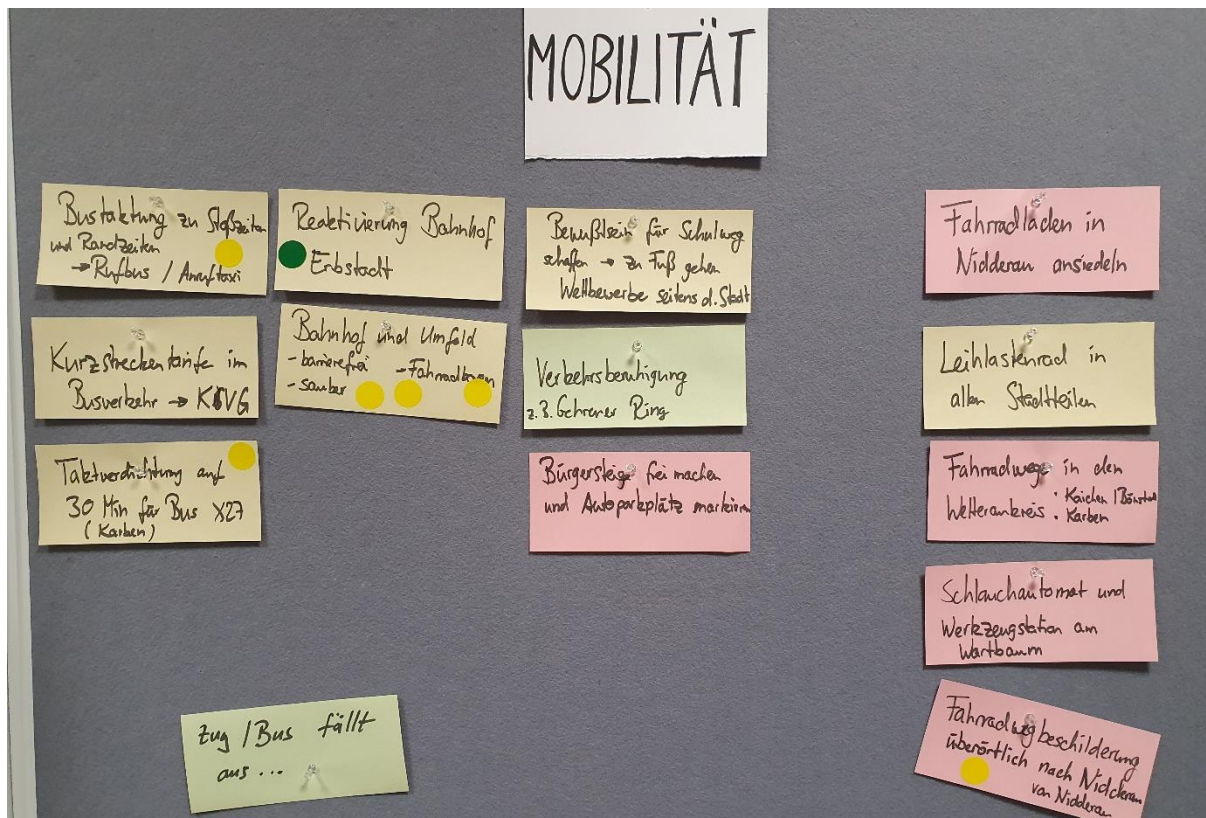 MOBILITÄT
Bustaktung zu Stoßzeiten
und Randzeiten
→ Rufbus / Anruftaxi
Kurzstreckentarife im
Busverkehr → KVG
Taktverdichtung auf
30 Min für Bus X27
(Karben)
Reaktivierung Bahnhof
Erbstadt
Bahnhof und Umfeld
- barrierefrei - Fahrradboxen
- sauber
Zug / Bus fällt
aus ...
Bewußtsein für Schulweg
schaffen → zu Fuß gehen
Wettbewerbe seitens d. Stadt
Verkehrsberuhigung
z.B. Gehrener Ring
Bürgersteige frei machen
und Autoparkplätz markieren
Fahrradläden in
Nidderau ansiedeln
Leihlastenrad in
allen Stadtteilen
Fahrradwege in den
Wetteraukreis : Kaichen /
· Karben
Schlauchautomat und
Werkzeugstation am
Wartbaum
Fahrradwegbeschilderung
überörtlich nach Nidderau
von Nidderau